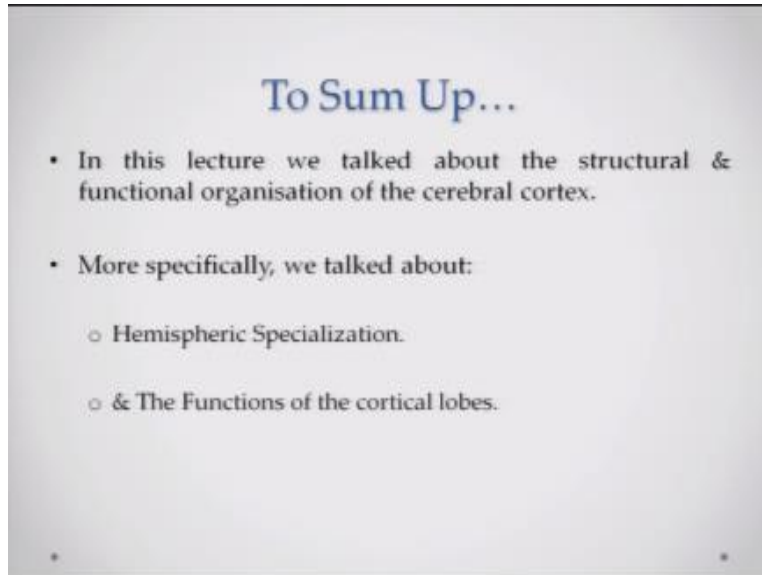 To Sum Up...
• In this lecture we talked about the structural &
functional organisation of the cerebral cortex.
• More specifically, we talked about:
o Hemispheric Specialization.
o & The Functions of the cortical lobes.